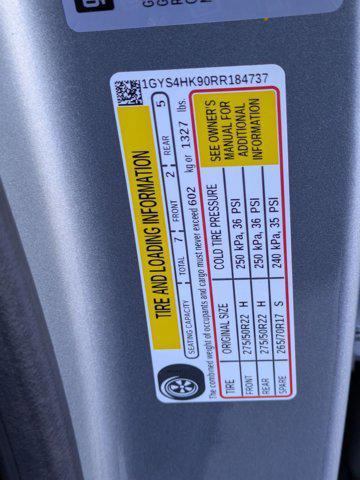 1GYS4HK90RR184737
TIRE AND LOADING INFORMATION
SEATING CAPACITY TOTAL 7 FRONT 2 REAR 5
The combined weight of occupants and cargo must never exceed 602 kg or 1327 lbs.
TIRE ORIGINAL SIZE COLD TIRE PRESSURE
FRONT 275/50R22 H 250 kPa, 36 PSI
REAR 275/50R22 H 250 kPa, 36 PSI
SPARE 265/70R17 S 240 kPa, 35 PSI
SEE OWNER'S
MANUAL FOR
ADDITIONAL
INFORMATION